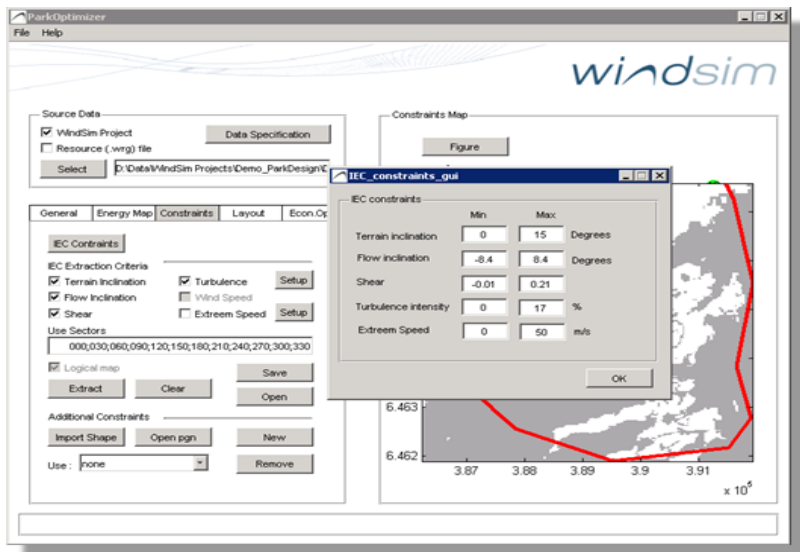 ParkOptimizer
File Help
windsim
Source Data
WindSim Project
Data Specification
Resource (.wrg) file
Select
D:\Data\WindSim Projects\Demo_ParkDesign\
General Energy Map Constraints Layout Econ.Op
IEC Contraints
IEC Extraction Criteria
Terrain Inclination
Turbulence
Setup
Flow Inclination
Wind Speed
Shear
Extreem Speed
Setup
Use Sectors
000;030;060;090;120;150;180;210;240;270;300;330
Logical map
Save
Extract
Clear
Open
Additional Constraints
Import Shape
Open pgn
New
Use : none
Remove
Constraints Map
Figure
IEC_constraints_gui
IEC constraints
Min Max
Terrain inclination 0 15 Degrees
Flow inclination -8.4 8.4 Degrees
Shear -0.01 0.21
Turbulence intensity 0 17 %
Extreem Speed 0 50 m/s
OK
6.463
6.462
3.87 3.88 3.89 3.9 3.91